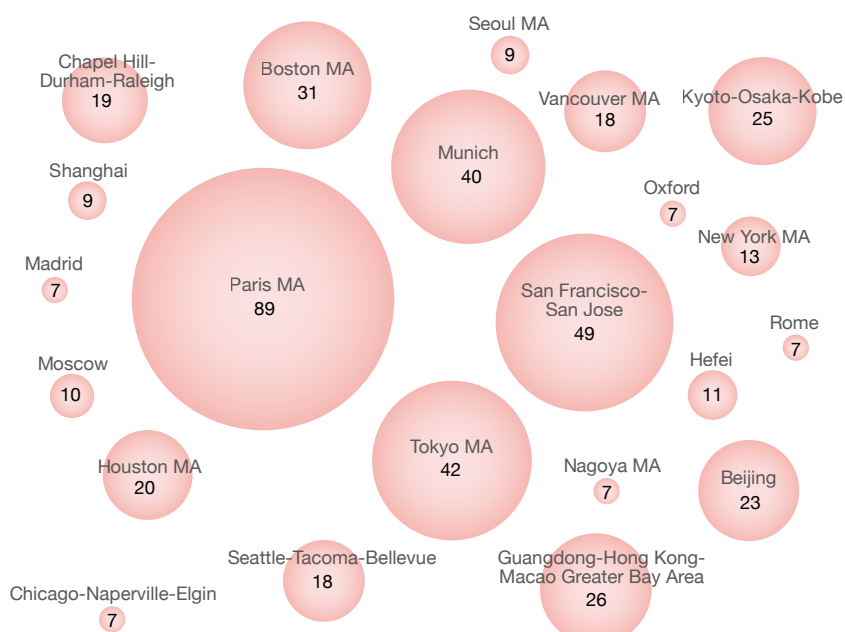 Seoul MA
9
Chapel Hill-
Durham-Raleigh
19
Boston MA
31
Vancouver MA
18
Kyoto-Osaka-Kobe
25
Munich
40
Shanghai
9
Oxford
7
New York MA
13
Madrid
7
Paris MA
89
San Francisco-
San Jose
49
Rome
7
Moscow
10
Hefei
11
Houston MA
20
Tokyo MA
42
Nagoya MA
7
Beijing
23
Seattle-Tacoma-Bellevue
18
Guangdong-Hong Kong-
Macao Greater Bay Area
26
Chicago-Naperville-Elgin
7